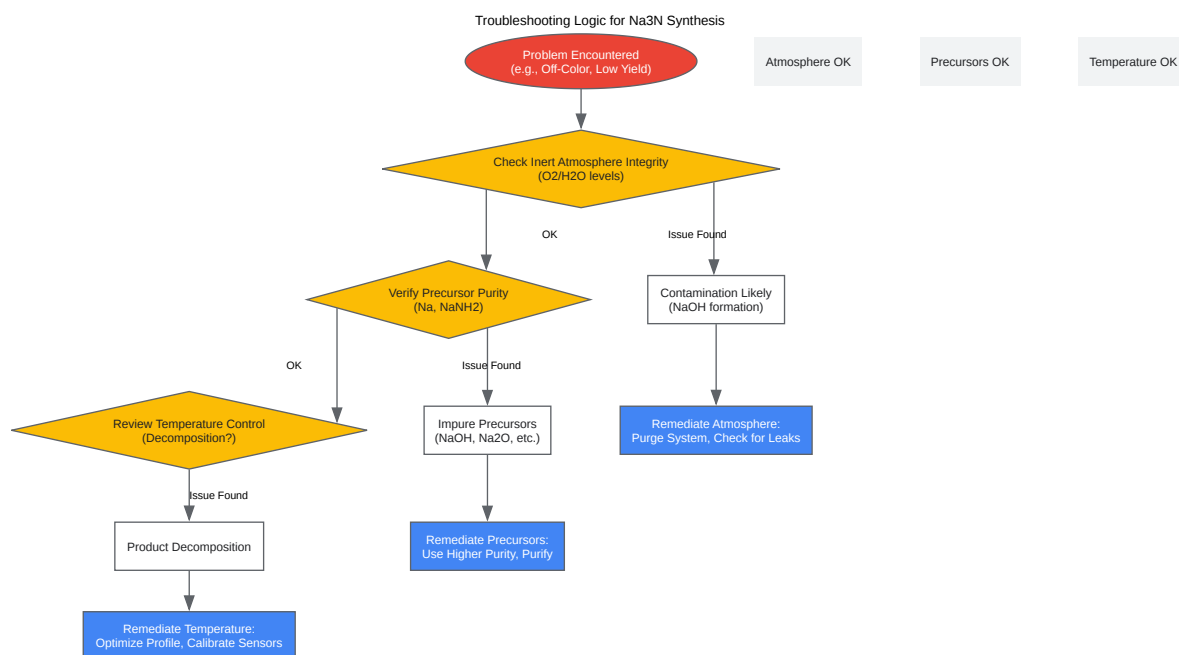 Troubleshooting Logic for Na3N Synthesis
Problem Encountered
(e.g., Off-Color, Low Yield)
Atmosphere OK
Precursors OK
Temperature OK
Check Inert Atmosphere Integrity
(O2/H2O levels)
OK
Issue Found
Verify Precursor Purity
(Na, NaNH2)
Contamination Likely
(NaOH formation)
OK
Issue Found
Review Temperature Control
(Decomposition?)
Impure Precursors
(NaOH, Na2O, etc.)
Remediate Atmosphere:
Purge System, Check for Leaks
Issue Found
Product Decomposition
Remediate Precursors:
Use Higher Purity, Purify
Remediate Temperature:
Optimize Profile, Calibrate Sensors